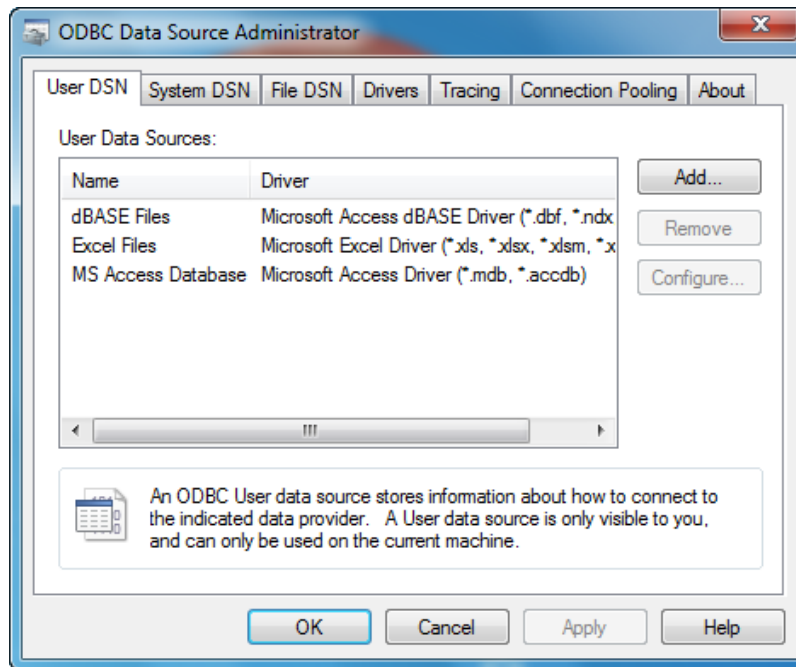 ODBC Data Source Administrator
User DSN System DSN File DSN Drivers Tracing Connection Pooling About
User Data Sources:
Name Driver
Add...
dBASE Files Microsoft Access dBASE Driver (*.dbf, *.ndx
Excel Files Microsoft Excel Driver (*.xls, *.xlsx, *.xlsm, *.x
Remove
MS Access Database Microsoft Access Driver (*.mdb, *.accdb)
Configure...
An ODBC User data source stores information about how to connect to
the indicated data provider. A User data source is only visible to you,
and can only be used on the current machine.
OK Cancel Apply Help